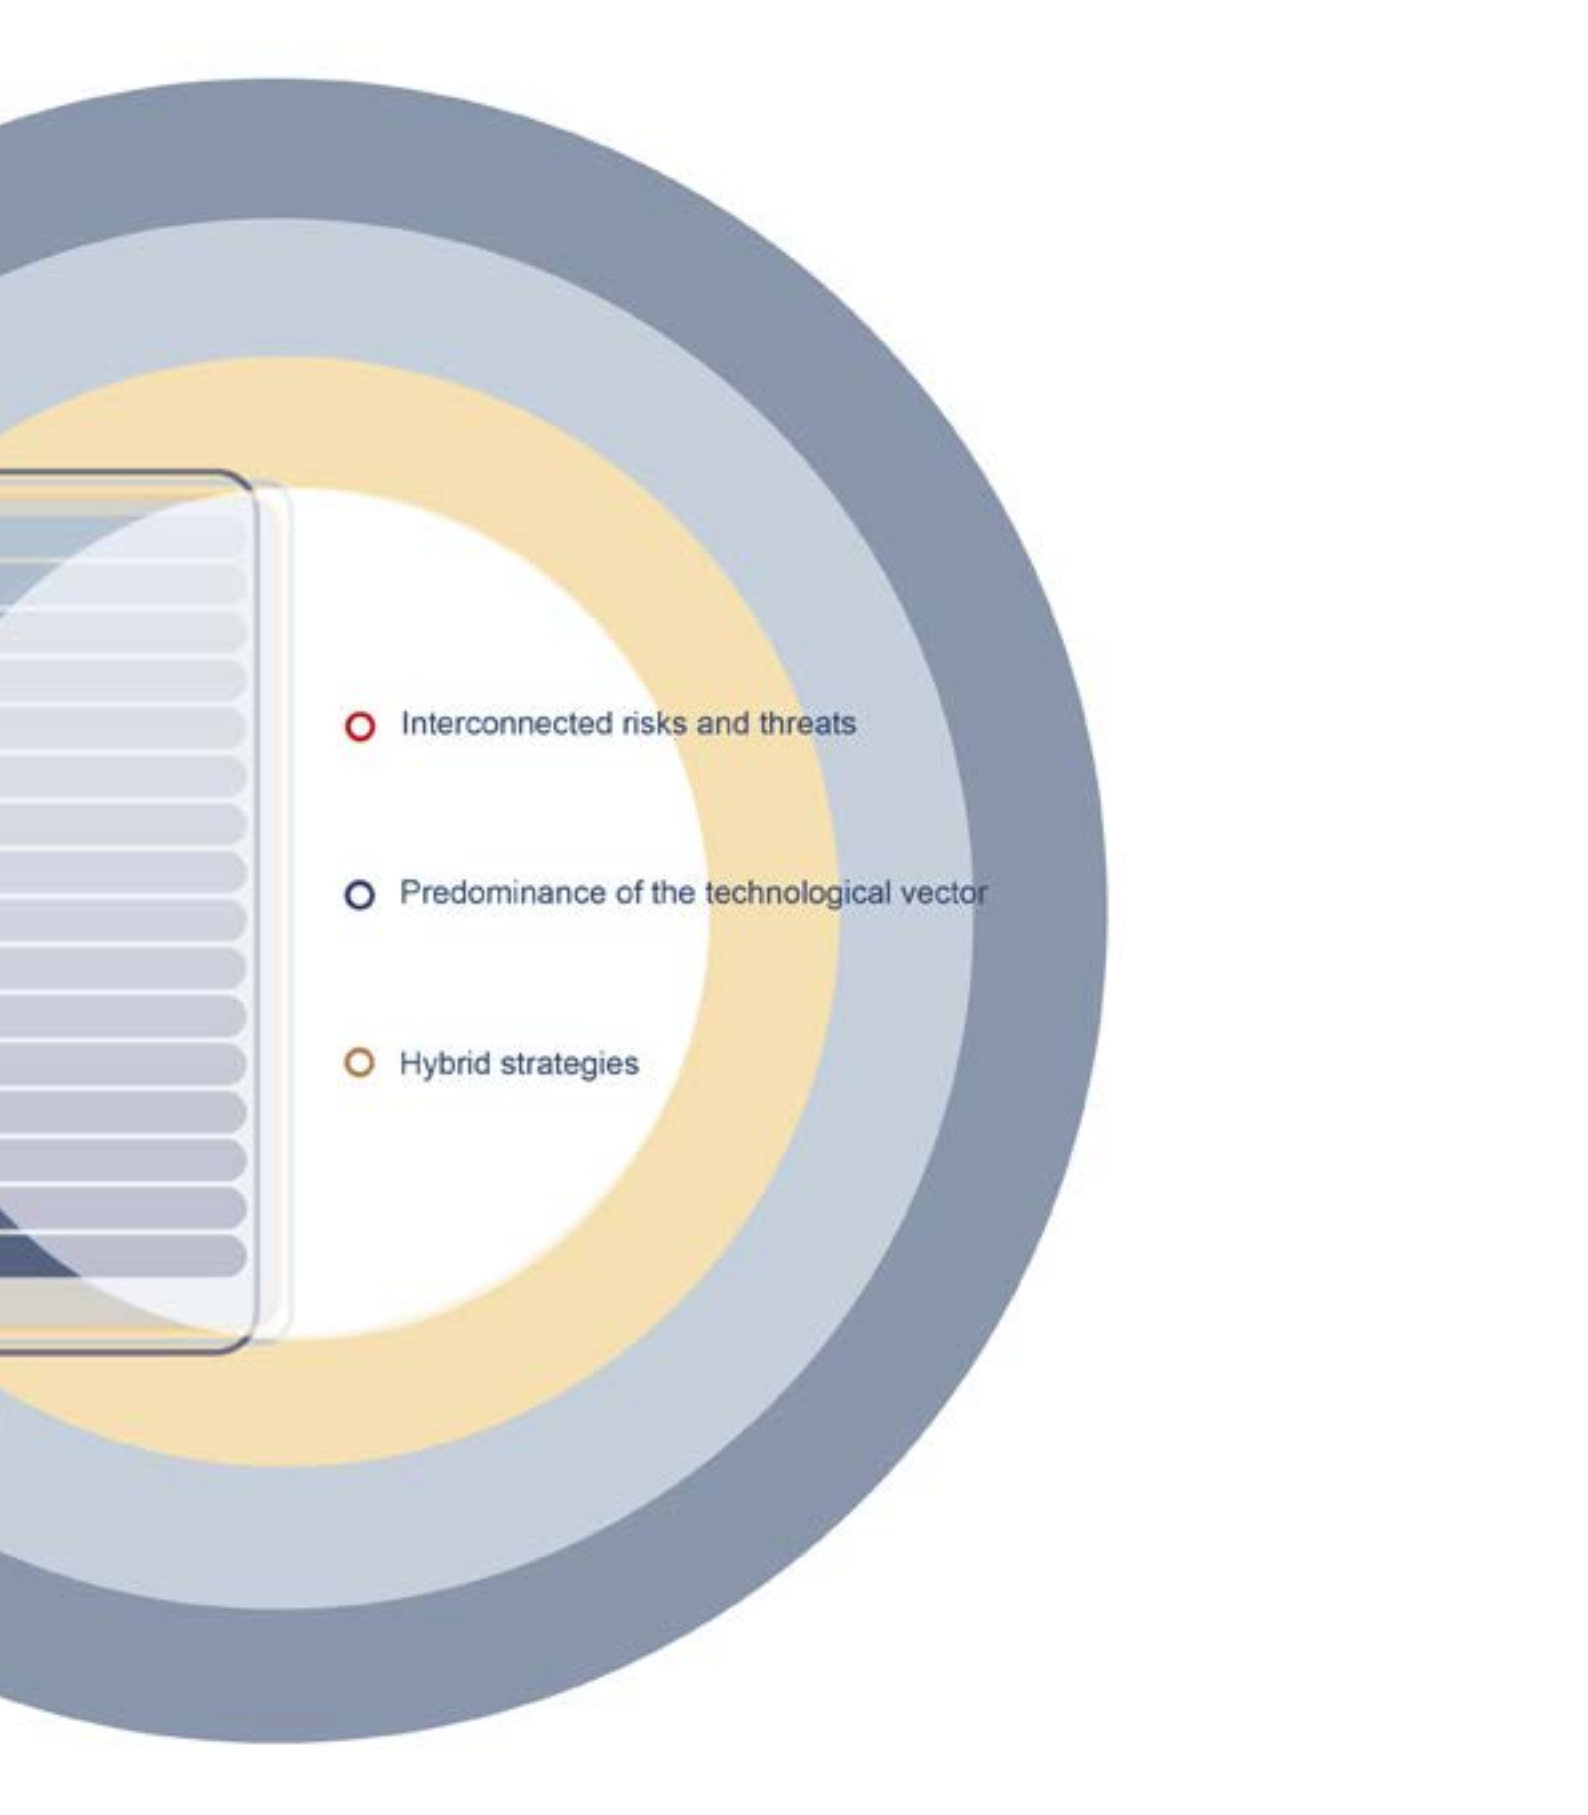 Interconnected risks and threats
Predominance of the technological vector
Hybrid strategies